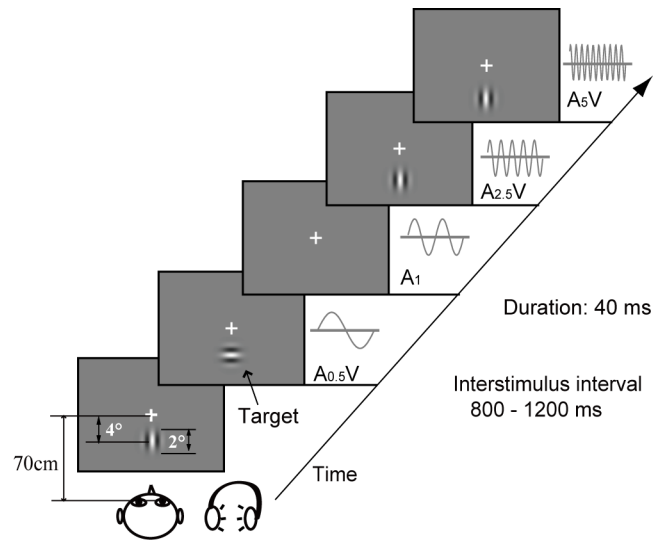 A5V
A2.5V
A1
Duration: 40 ms
A0.5V
Interstimulus interval
800 - 1200 ms
Target
4°
2°
70cm
Time